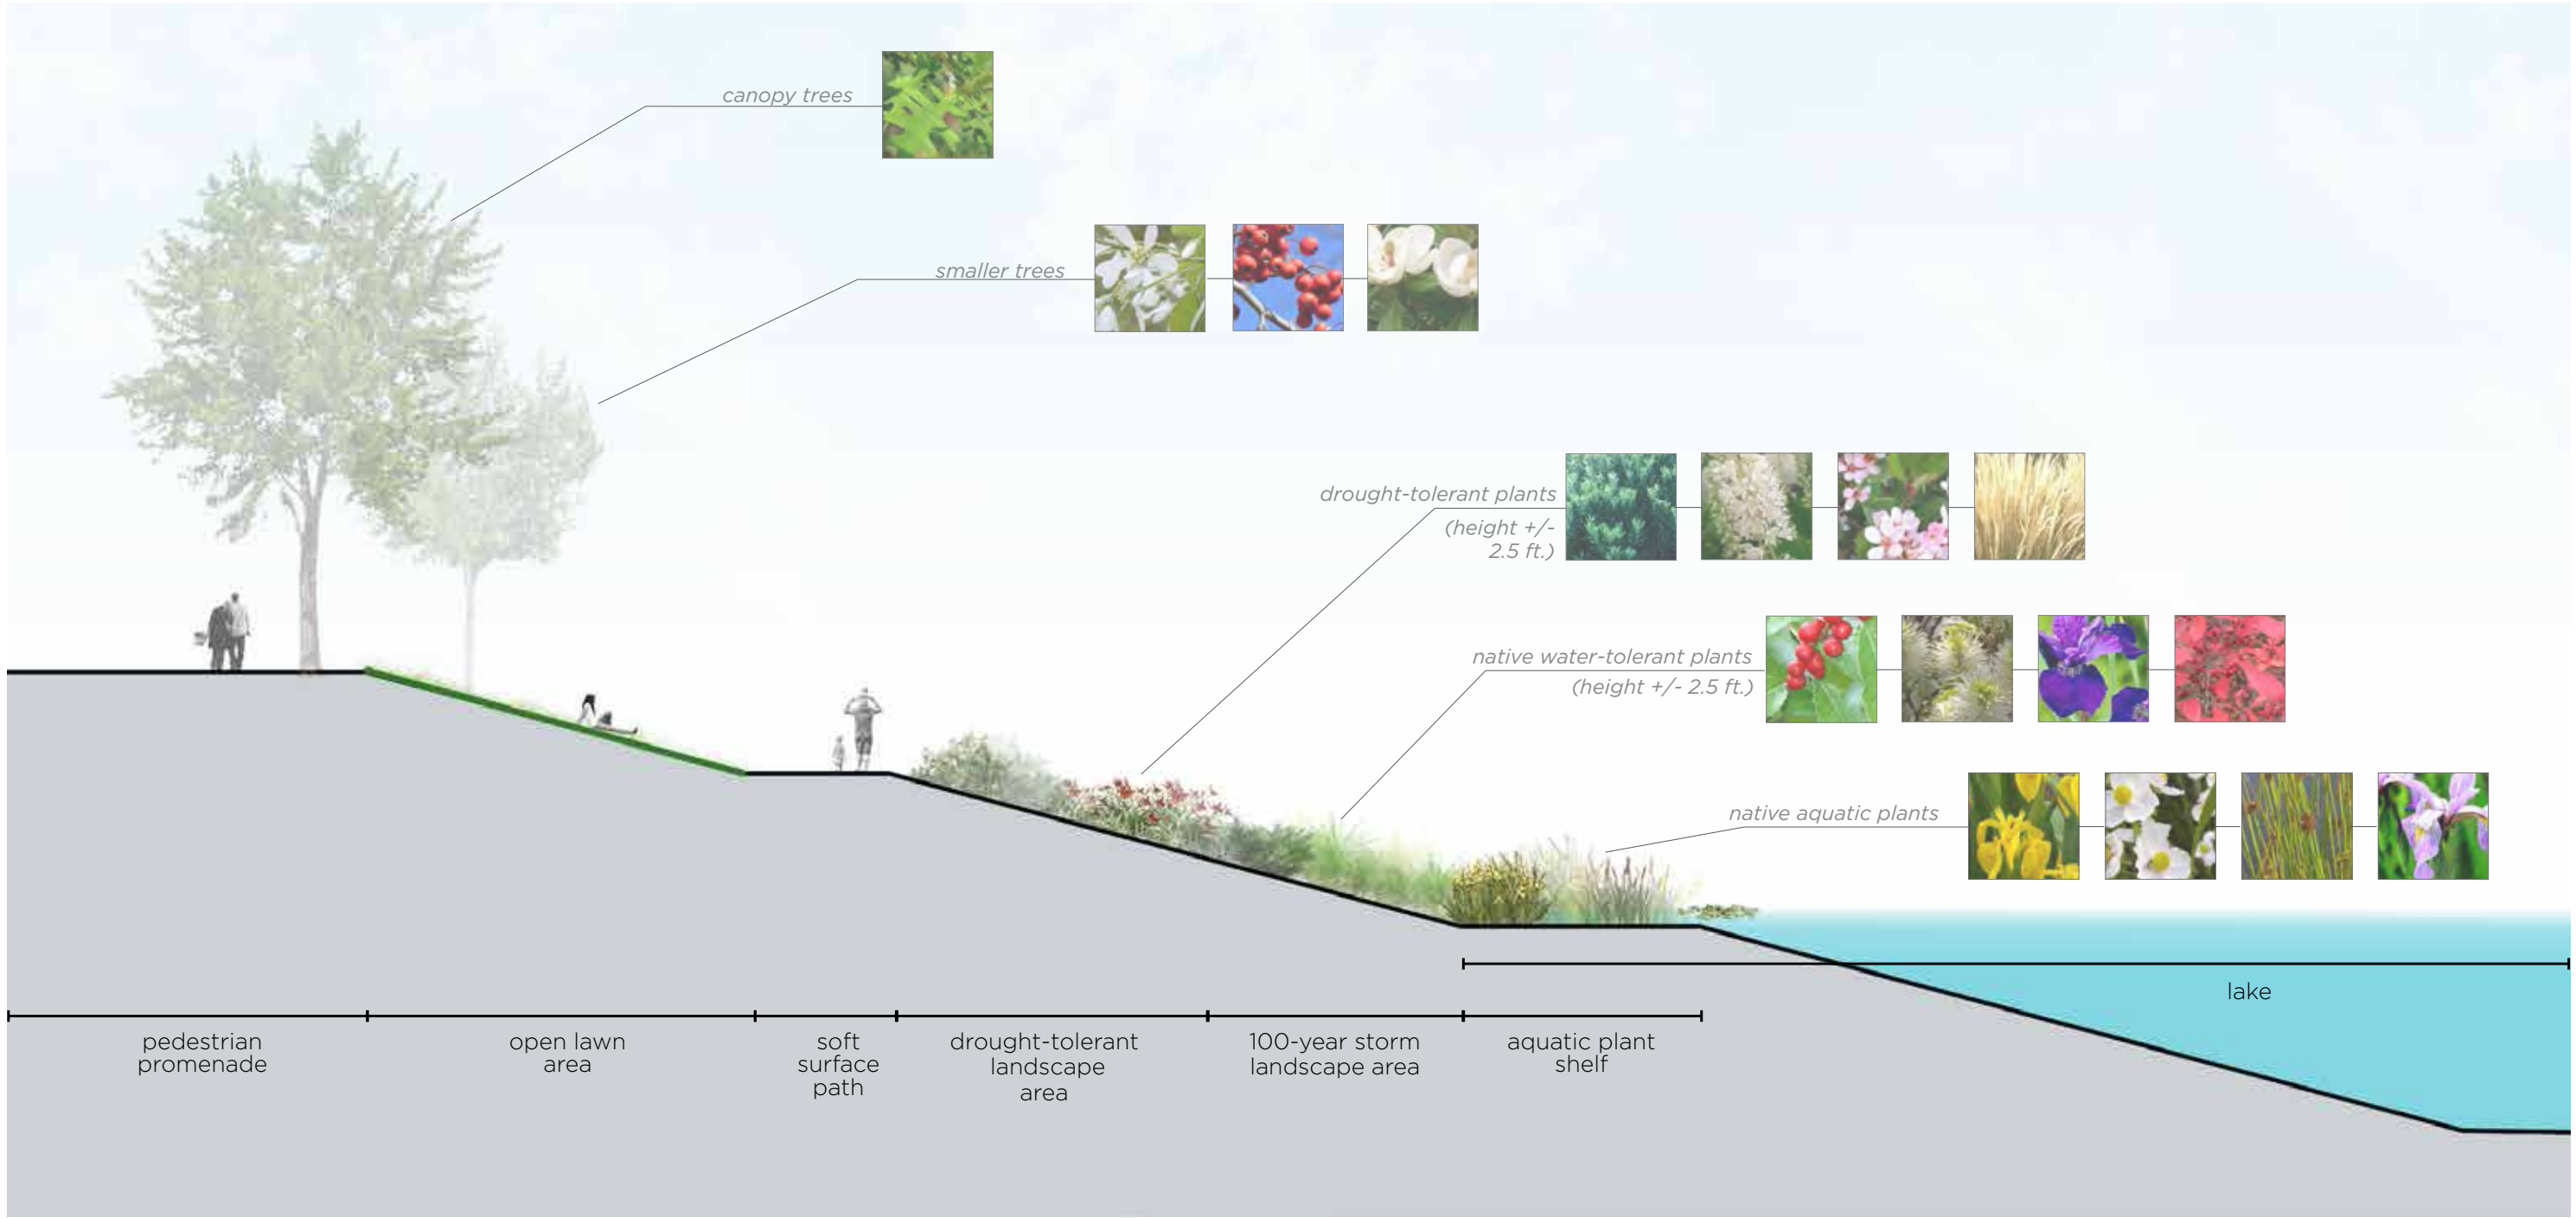 canopy trees
smaller trees
drought-tolerant plants
(height +/-
2.5 ft.)
native water-tolerant plants
(height +/- 2.5 ft.)
native aquatic plants
lake
pedestrian
promenade
open lawn
area
soft
surface
path
drought-tolerant
landscape
area
100-year storm
landscape area
aquatic plant
shelf